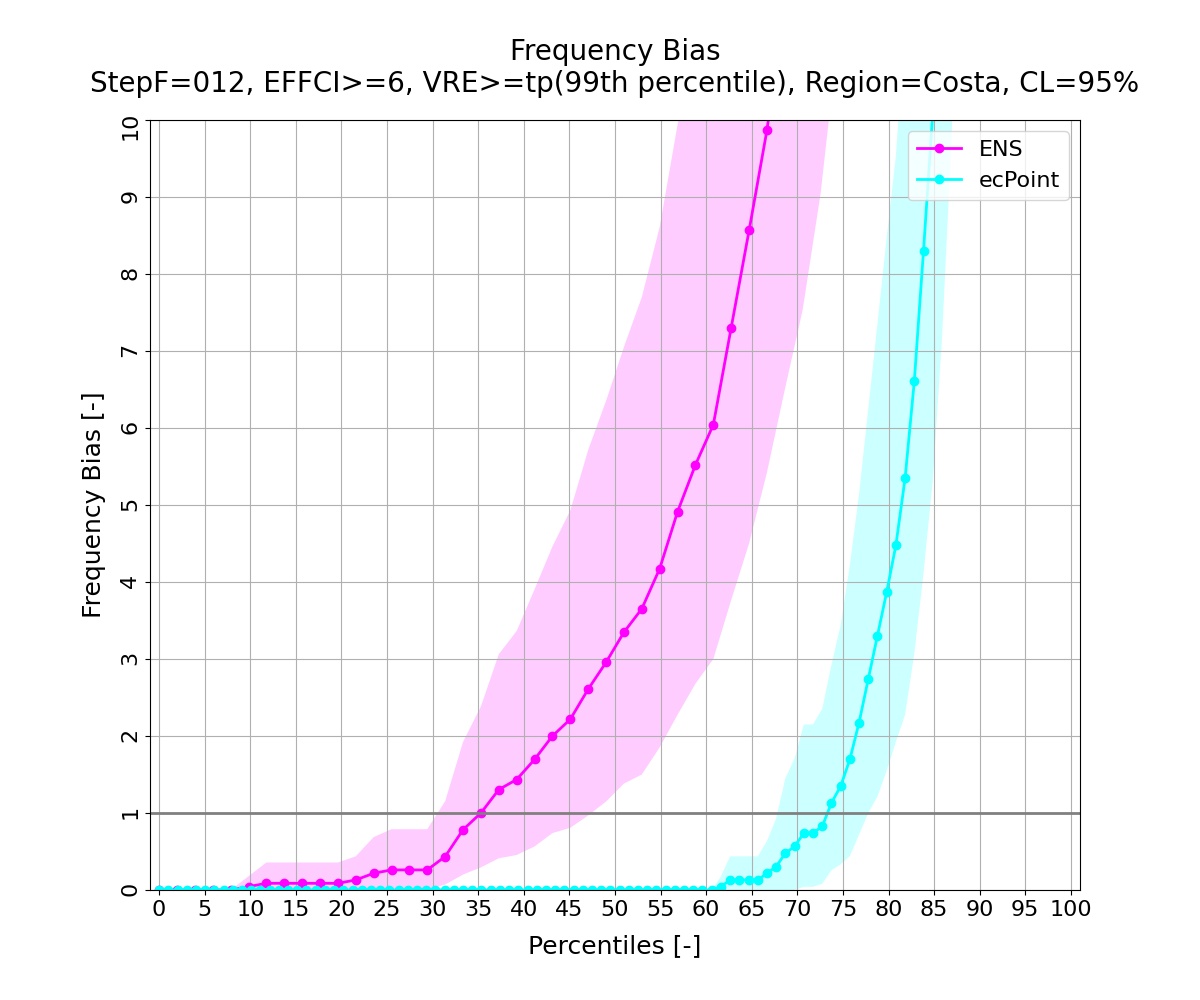 Frequency Bias
StepF=012, EFFCI>=6, VRE>=tp(99th percentile), Region=Costa, CL=95%
ENS
ecPoint
Frequency Bias [-]
10
9
8
7
6
5
4
3
2
1
0
0 5 10 15 20 25 30 35 40 45 50 55 60 65 70 75 80 85 90 95 100
Percentiles [-]